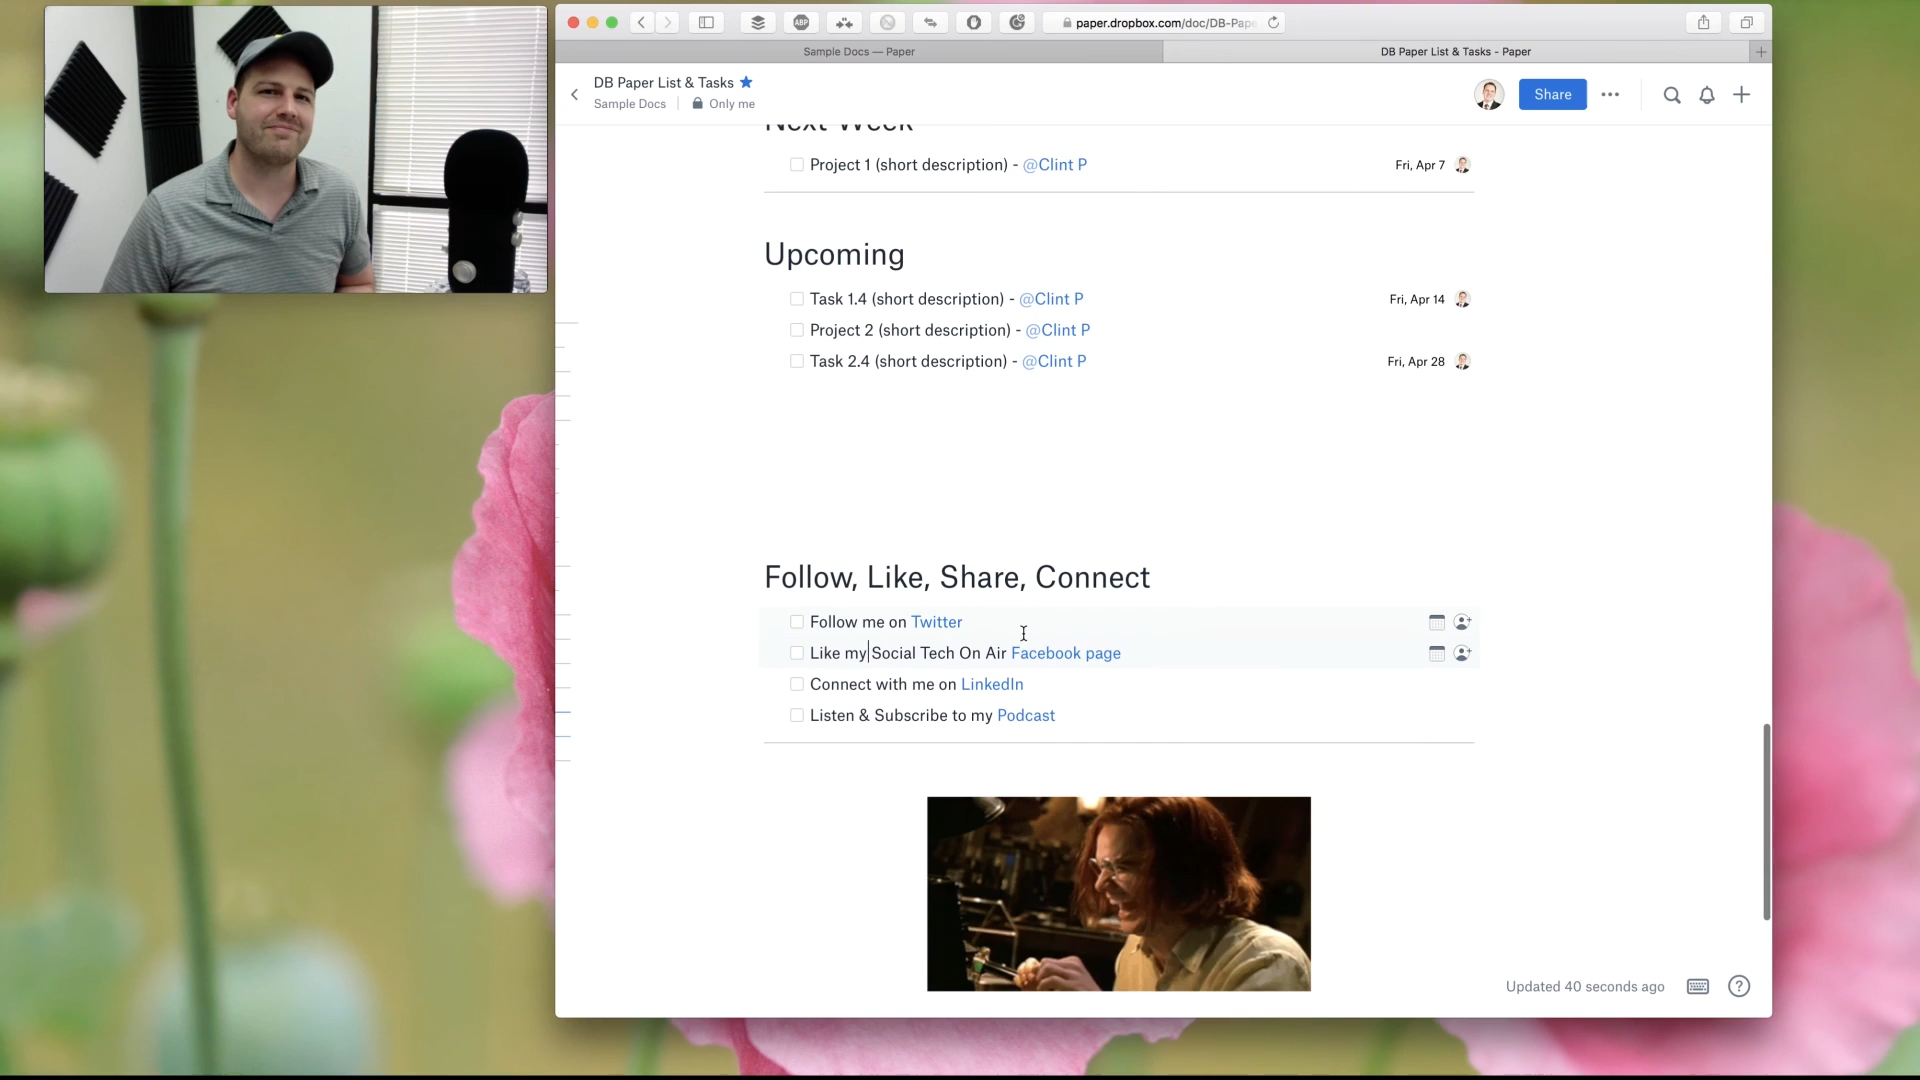 ABP
paper.dropbox.com/doc/DB-Pape
Sample Docs — Paper
DB Paper List & Tasks - Paper
DB Paper List & Tasks
Sample Docs
Only me
Share
Next Week
Project 1 (short description) - @Clint P
Fri, Apr 7
Upcoming
Task 1.4 (short description) - @Clint P
Fri, Apr 14
Project 2 (short description) - @Clint P
Task 2.4 (short description) - @Clint P
Fri, Apr 28
Follow, Like, Share, Connect
Follow me on Twitter
Like my Social Tech On Air Facebook page
Connect with me on LinkedIn
Listen & Subscribe to my Podcast
Updated 40 seconds ago
?